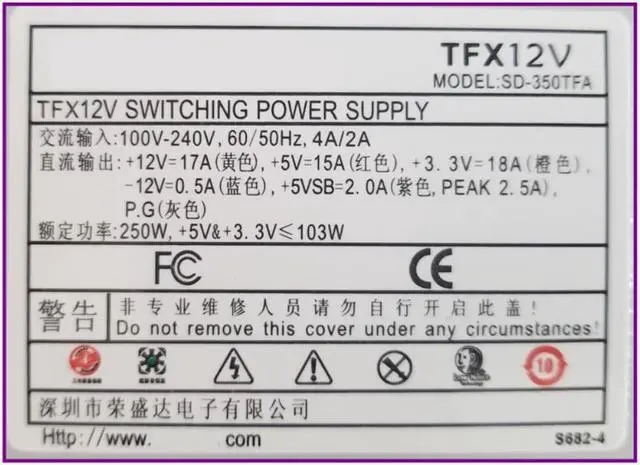 TFX12V
MODEL:SD-350TFA
TFX12V SWITCHING POWER SUPPLY
交流输入:100V-240V, 60/50Hz, 4A/2A
直流输出: +12V=17A(黄色), +5V=15A(红色), +3.3V=18A(橙色),
-12V=0.5A(蓝色), +5VSB=2.0A(紫色, PEAK 2.5A),
P.G(灰色)
额定功率: 250W, +5V&+3.3V≤103W
FC CE
警告
非专业维修人员请勿自行开启此盖!
Do not remove this cover under any circumstances!
10
深圳市荣盛达电子有限公司
Http://www. com S682-4